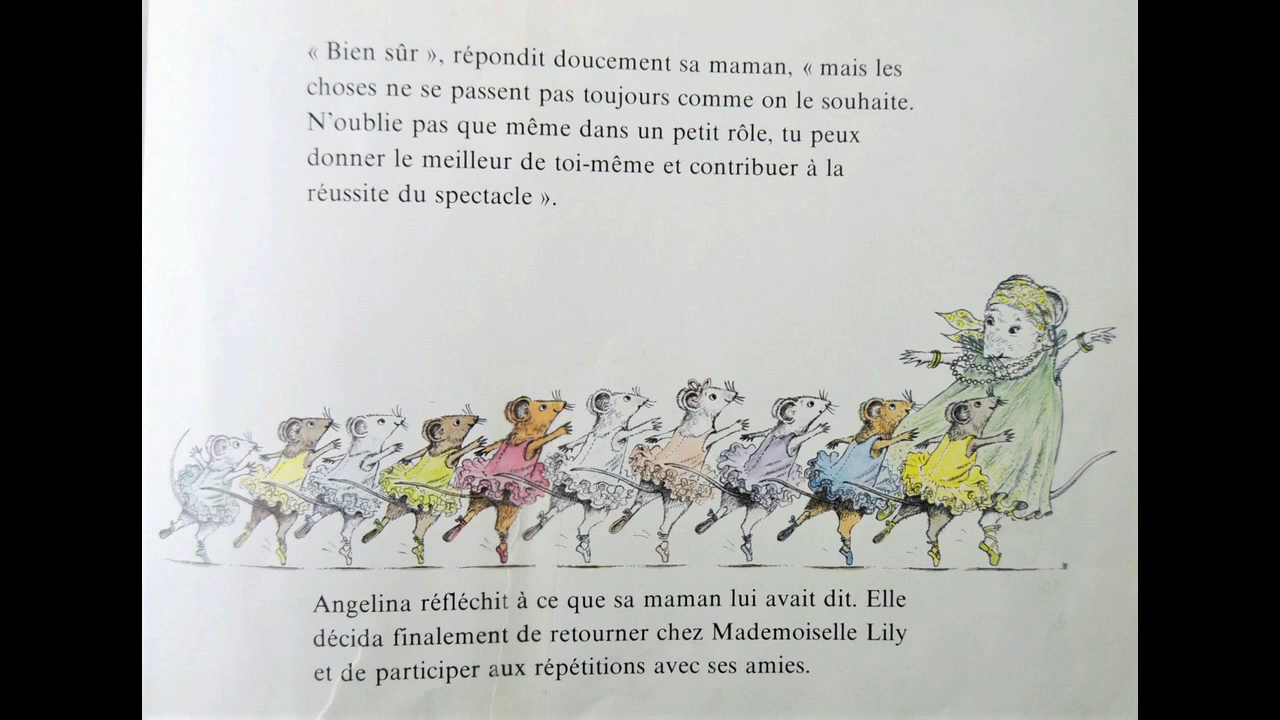 « Bien sûr », répondit doucement sa maman, « mais les
choses ne se passent pas toujours comme on le souhaite.
N'oublie pas que même dans un petit rôle, tu peux
donner le meilleur de toi-même et contribuer à la
réussite du spectacle ».
Angelina réfléchit à ce que sa maman lui avait dit. Elle
décida finalement de retourner chez Mademoiselle Lily
et de participer aux répétitions avec ses amies.